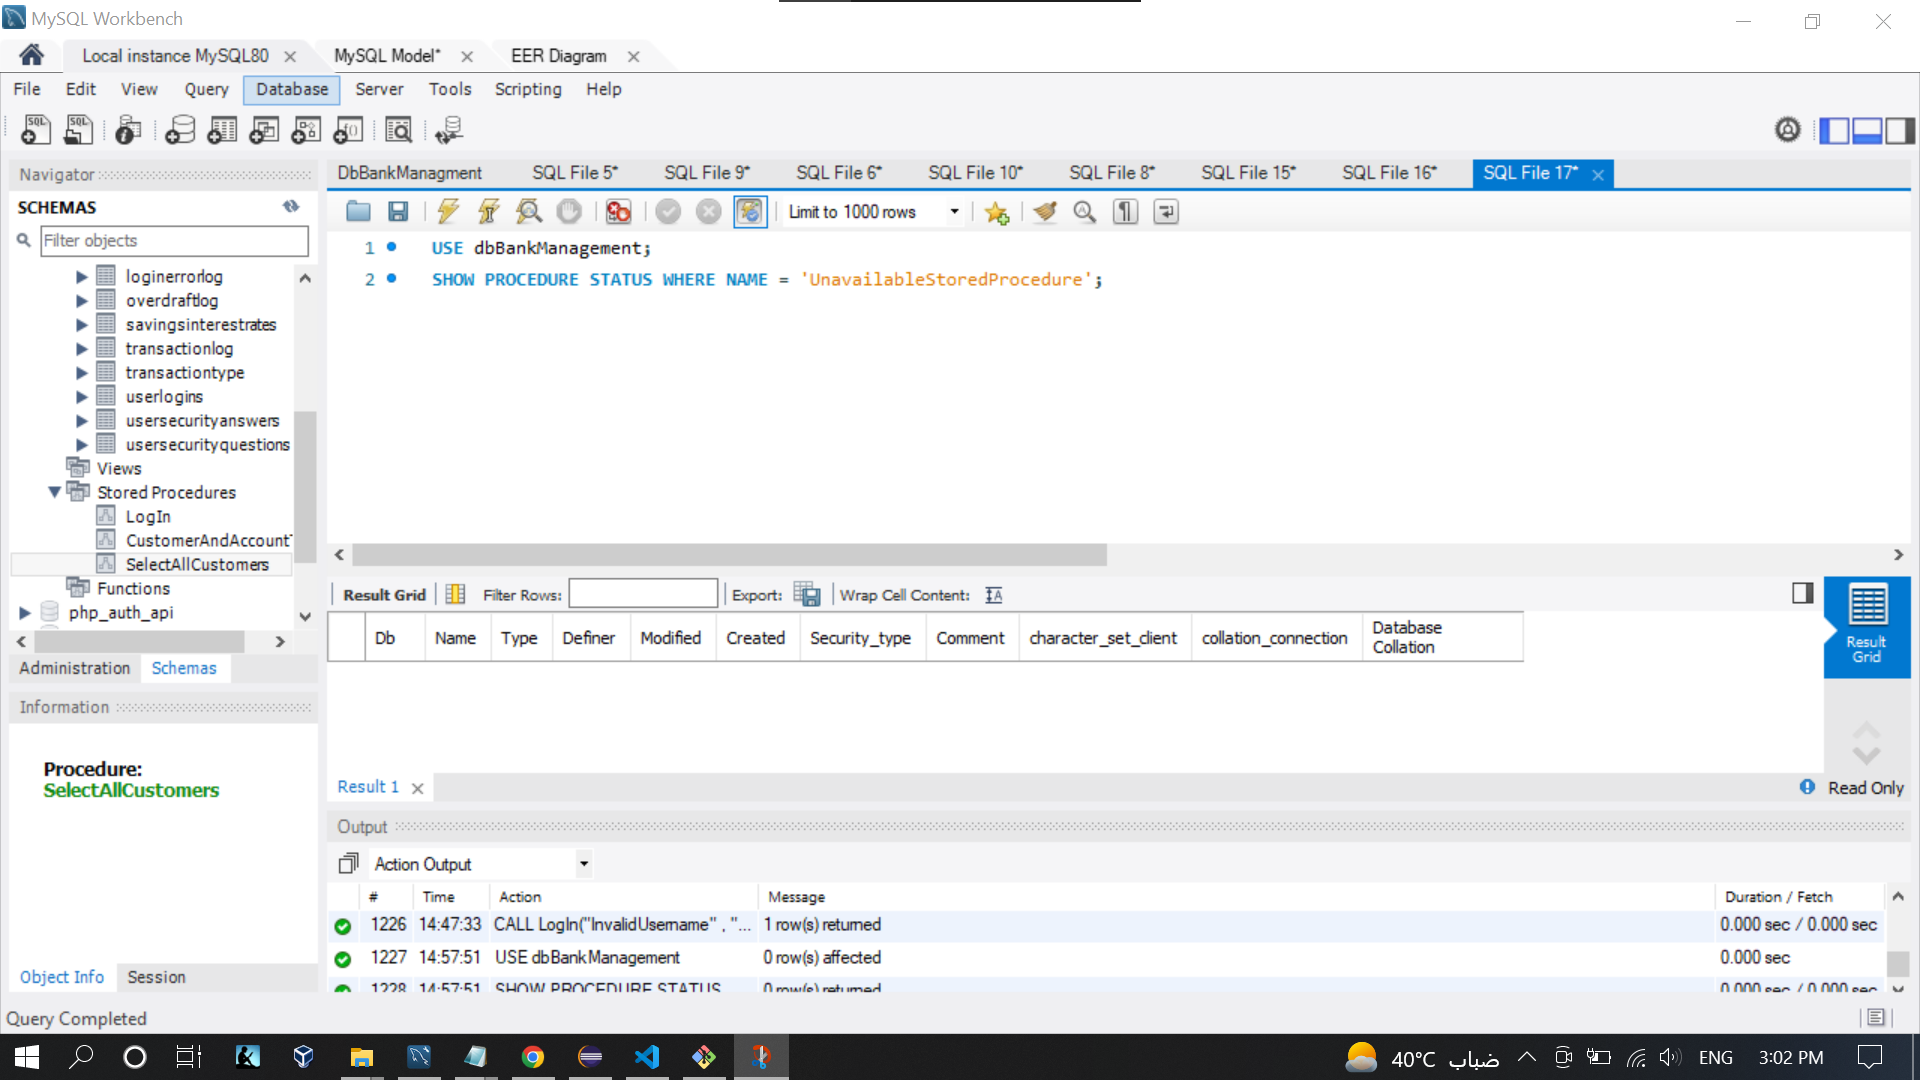 MySQL Workbench
Local instance MySQL80
MySQL Model*
EER Diagram
File Edit View Query Database Server Tools Scripting Help
Navigator
SCHEMAS
Filter objects
loginerrorlog
overdraftlog
savingsinterestrates
transactionlog
transactiontype
userlogins
usersecurityanswers
usersecurityquestions
Views
Stored Procedures
LogIn
CustomerAndAccount
SelectAllCustomers
Functions
php_auth_api
Administration Schemas
Information
Procedure:
SelectAllCustomers
Object Info Session
DbBankManagment SQL File 5* SQL File 9* SQL File 6* SQL File 10* SQL File 8* SQL File 15* SQL File 16* SQL File 17*
Limit to 1000 rows
1 USE dbBankManagement;
2 SHOW PROCEDURE STATUS WHERE NAME = 'UnavailableStoredProcedure';
Result Grid Filter Rows: Export: Wrap Cell Content:
Db Name Type Definer Modified Created Security_type Comment character_set_client collation_connection Database Collation
Result Grid
Result 1
Read Only
Output
Action Output
# Time Action Message Duration / Fetch
1226 14:47:33 CALL LogIn("InvalidUsername" , "... 1 row(s) returned 0.000 sec / 0.000 sec
1227 14:57:51 USE dbBankManagement 0 row(s) affected 0.000 sec
1228 14:57:51 SHOW PROCEDURE STATUS 0 row(s) returned 0.000 sec / 0.000 sec
Query Completed
40°C ضباب ENG 3:02 PM